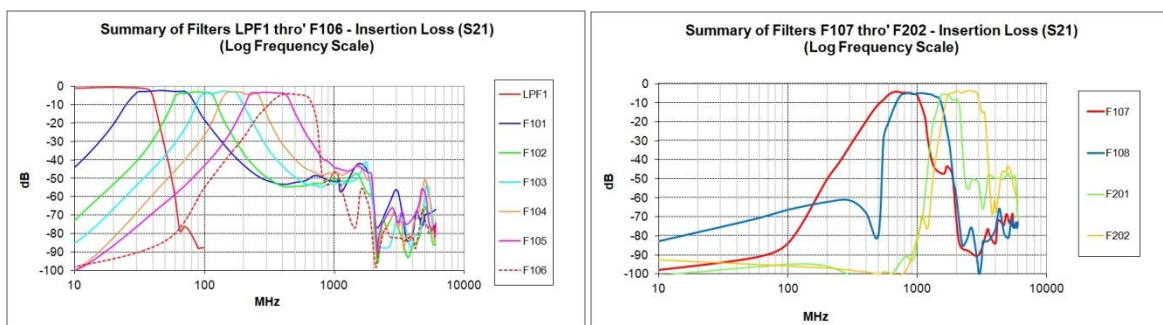 Summary of Filters LPF1 thro' F106 - Insertion Loss (S21)
(Log Frequency Scale)
0
-10
-20
-30
-40
-50
-60
-70
-80
-90
-100
dB
10
100
1000
10000
MHz
LPF1
F101
F102
F103
F104
F105
F106
Summary of Filters F107 thro' F202 - Insertion Loss (S21)
(Log Frequency Scale)
0
-10
-20
-30
-40
-50
-60
-70
-80
-90
-100
dB
10
100
1000
10000
MHz
F107
F108
F201
F202